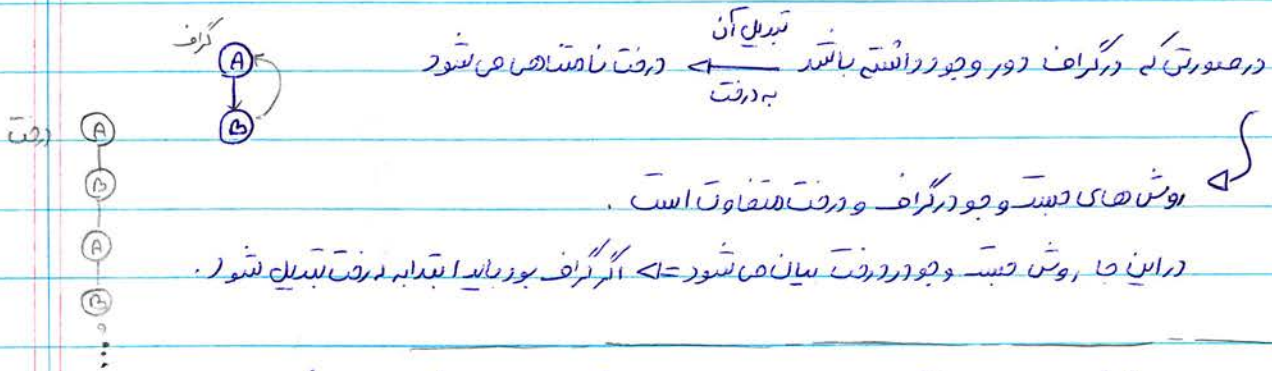 گراف
A
B
در صورتی که در گراف دور وجود داشته باشد تبدیل آن به درخت ⇐ درخت نامتناهی می شود
درخت
A
B
A
B
روش های جست و جو در گراف و درخت متفاوت است .
در این جا روش جست و جو در درخت بیان می شود ⇐ اگر گراف بود باید ابتدا به درخت تبدیل شود .